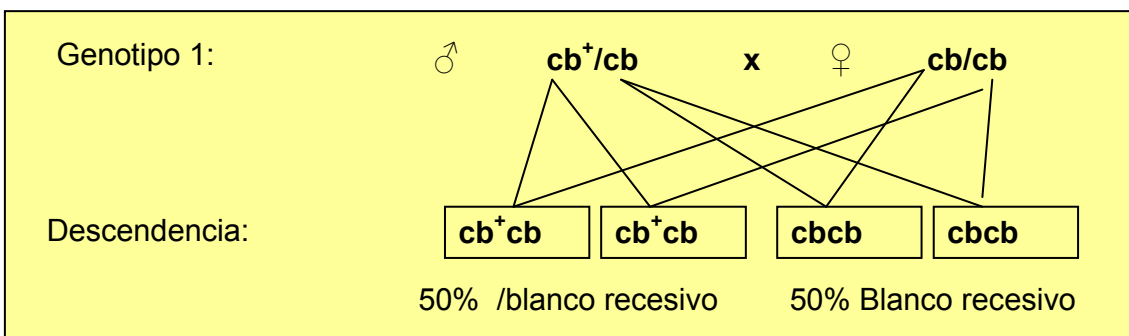 Genotipo 1: ♂ cb⁺/cb x ♀ cb/cb
Descendencia: cb⁺cb cb⁺cb cbcb cbcb
50% /blanco recesivo 50% Blanco recesivo